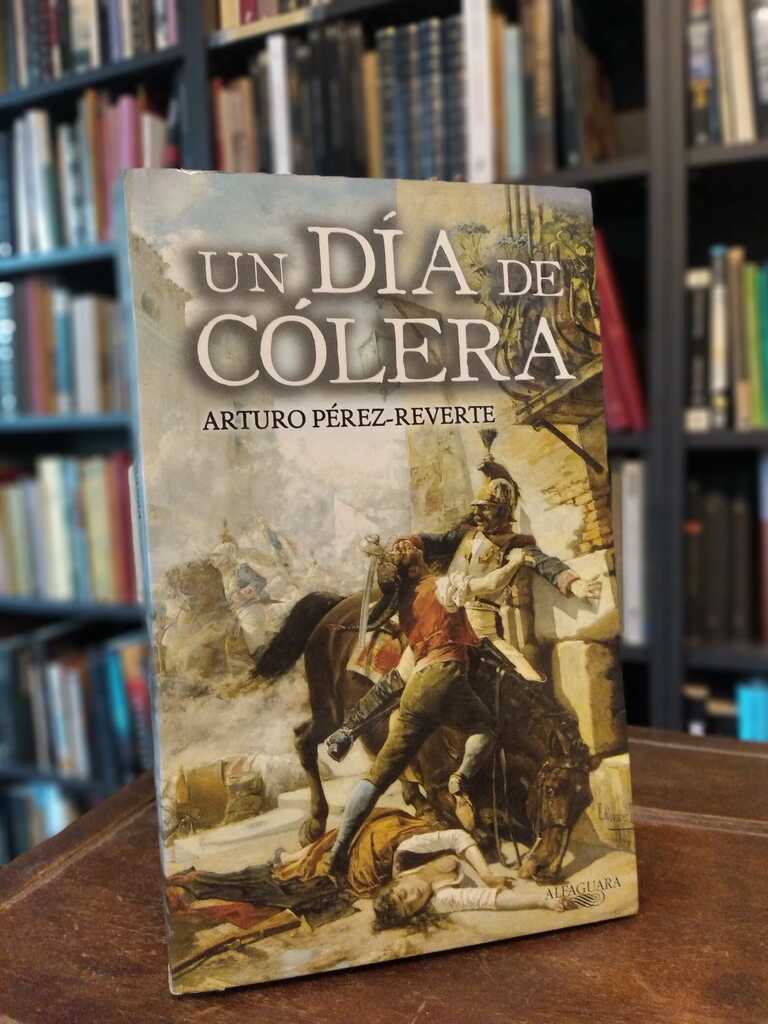 UN DÍA DE
CÓLERA
ARTURO PÉREZ-REVERTE
ALFAGUARA